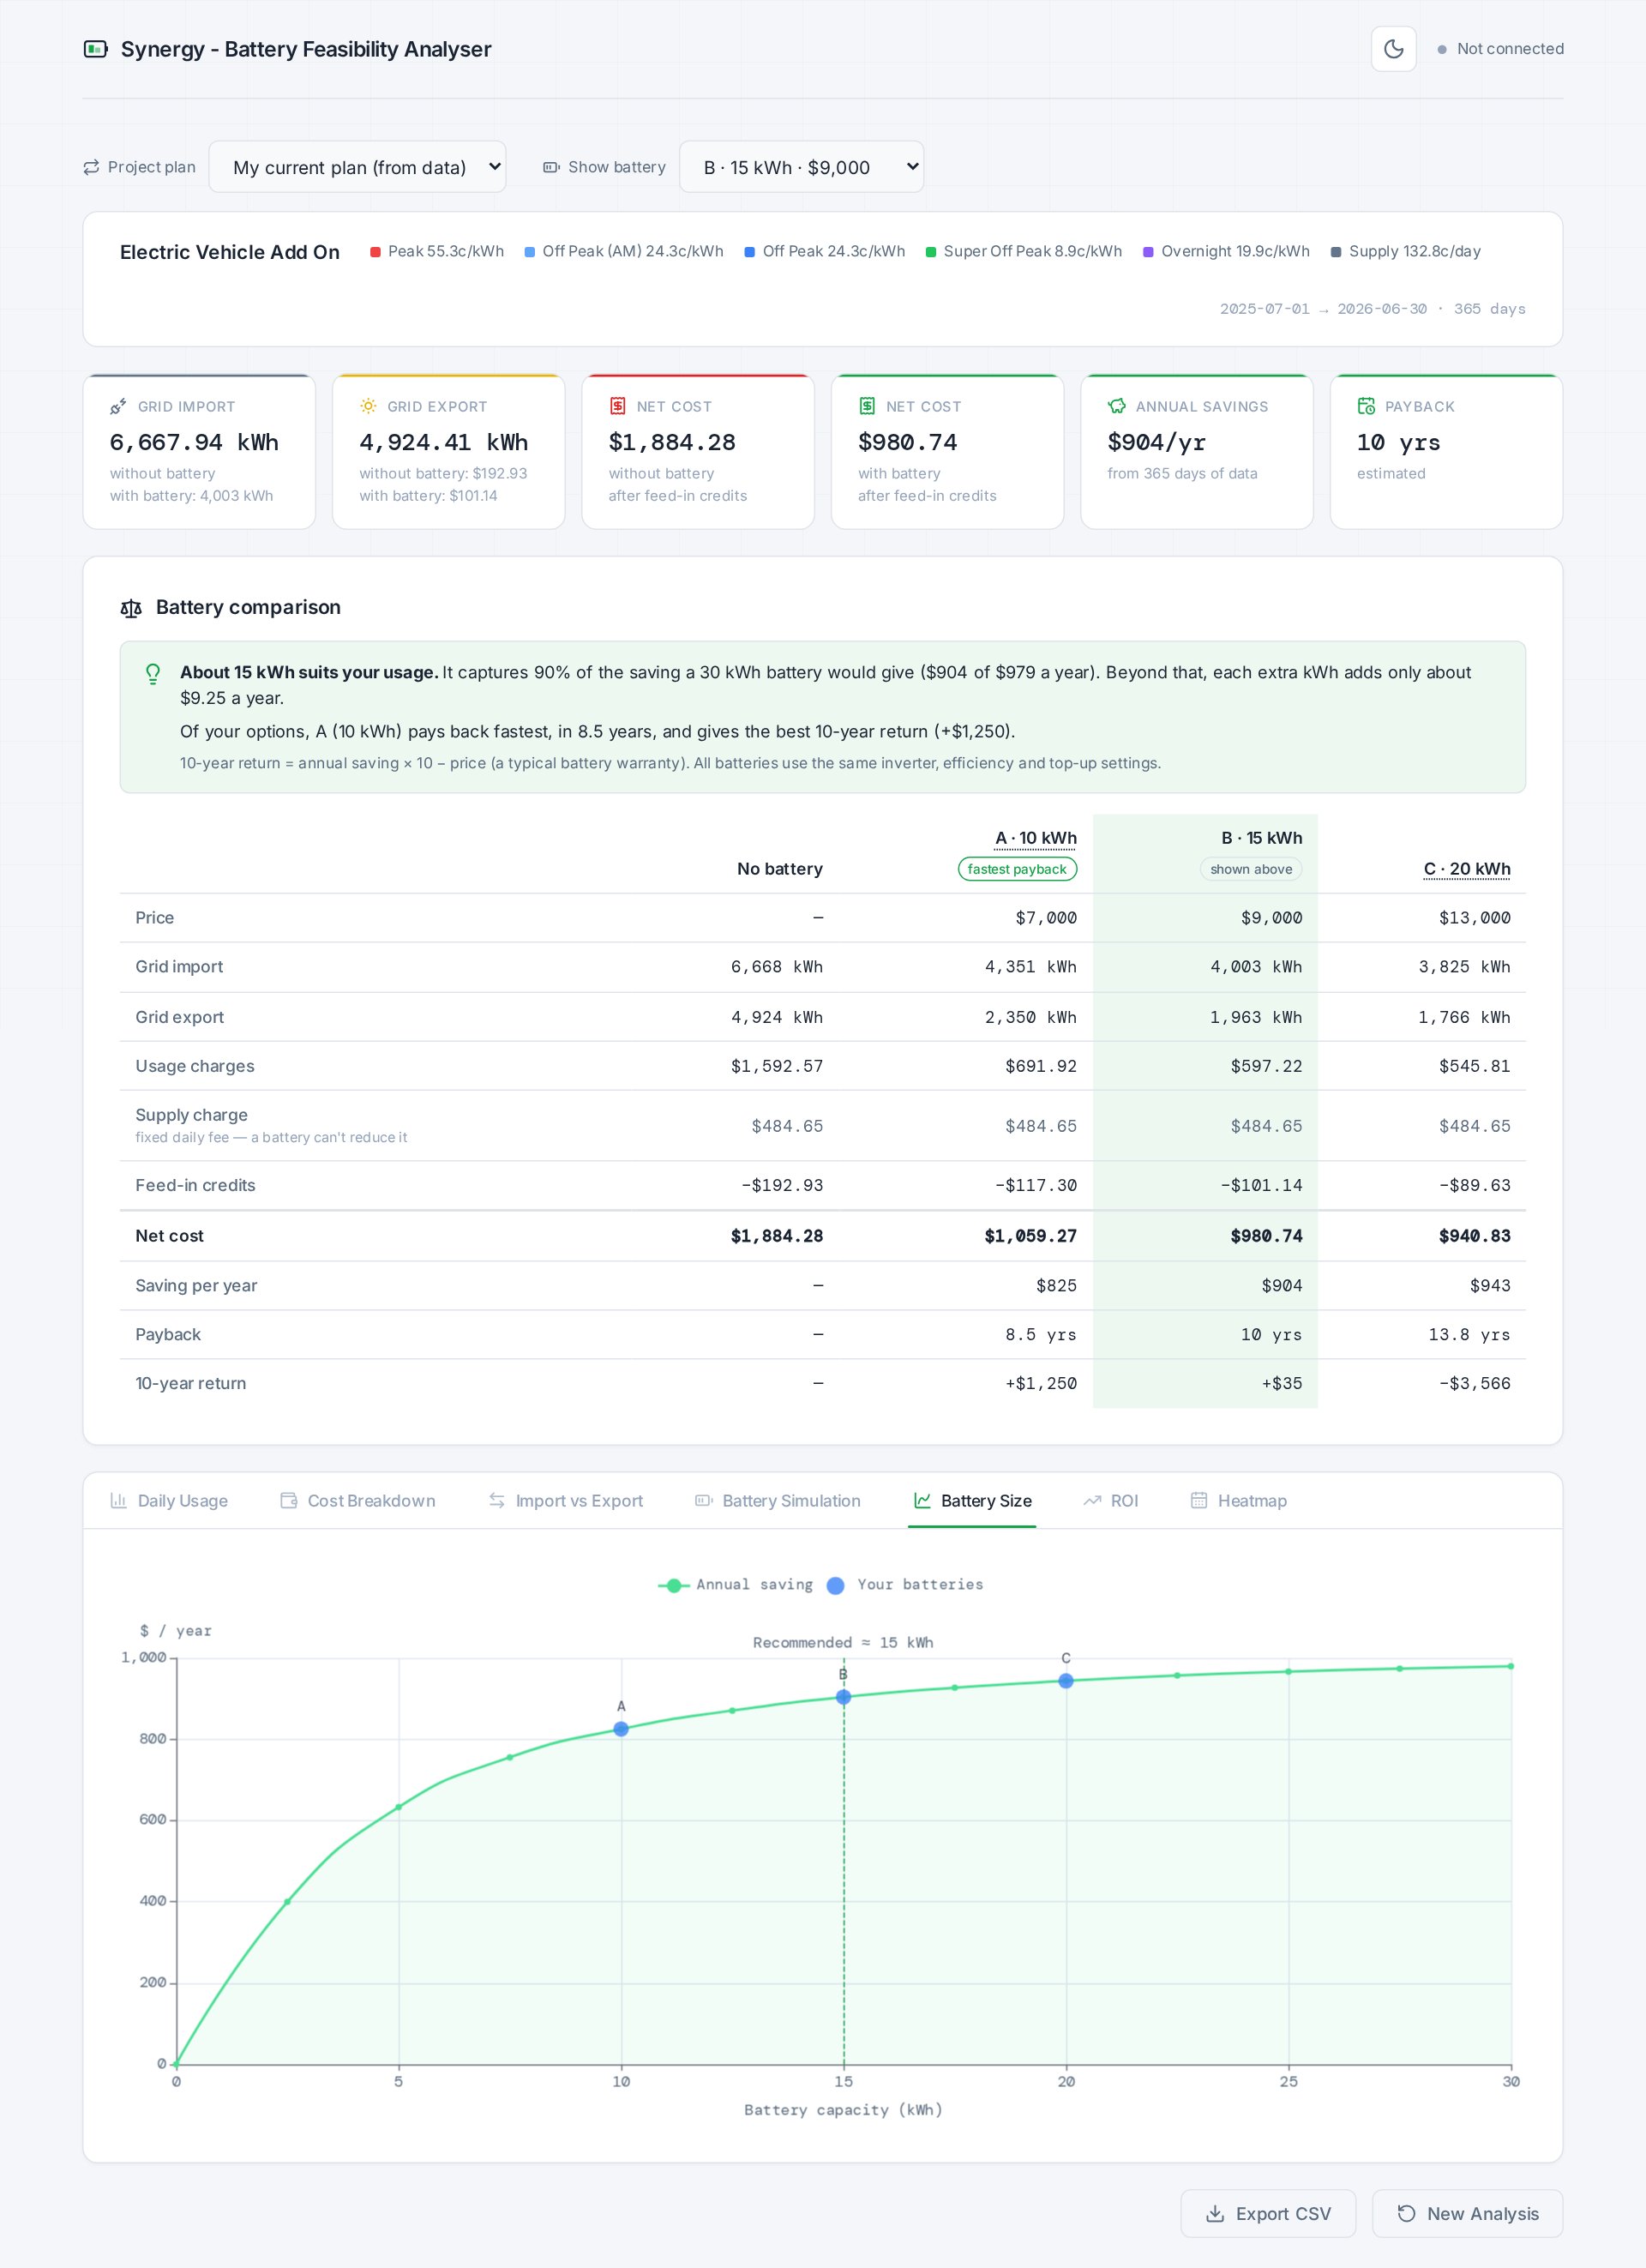 Synergy - Battery Feasibility Analyser
Not connected
Project plan
My current plan (from data)
Show battery
B · 15 kWh · $9,000
Electric Vehicle Add On
Peak 55.3c/kWh
Off Peak (AM) 24.3c/kWh
Off Peak 24.3c/kWh
Super Off Peak 8.9c/kWh
Overnight 19.9c/kWh
Supply 132.8c/day
2025-07-01 → 2026-06-30 · 365 days
GRID IMPORT
6,667.94 kWh
without battery
with battery: 4,003 kWh
GRID EXPORT
4,924.41 kWh
without battery: $192.93
with battery: $101.14
NET COST
$1,884.28
without battery
after feed-in credits
NET COST
$980.74
with battery
after feed-in credits
ANNUAL SAVINGS
$904/yr
from 365 days of data
PAYBACK
10 yrs
estimated
Battery comparison
About 15 kWh suits your usage. It captures 90% of the saving a 30 kWh battery would give ($904 of $979 a year). Beyond that, each extra kWh adds only about
$9.25 a year.
Of your options, A (10 kWh) pays back fastest, in 8.5 years, and gives the best 10-year return (+$1,250).
10-year return = annual saving × 10 − price (a typical battery warranty). All batteries use the same inverter, efficiency and top-up settings.
No battery
A · 10 kWh
fastest payback
B · 15 kWh
shown above
C · 20 kWh
Price — $7,000 $9,000 $13,000
Grid import 6,668 kWh 4,351 kWh 4,003 kWh 3,825 kWh
Grid export 4,924 kWh 2,350 kWh 1,963 kWh 1,766 kWh
Usage charges $1,592.57 $691.92 $597.22 $545.81
Supply charge $484.65 $484.65 $484.65 $484.65
fixed daily fee — a battery can't reduce it
Feed-in credits −$192.93 −$117.30 −$101.14 −$89.63
Net cost $1,884.28 $1,059.27 $980.74 $940.83
Saving per year — $825 $904 $943
Payback — 8.5 yrs 10 yrs 13.8 yrs
10-year return — +$1,250 +$35 −$3,566
Daily Usage
Cost Breakdown
Import vs Export
Battery Simulation
Battery Size
ROI
Heatmap
Annual saving
Your batteries
$ / year
Recommended ≈ 15 kWh
1,000
800
600
400
200
0
A
B
C
0 5 10 15 20 25 30
Battery capacity (kWh)
Export CSV
New Analysis